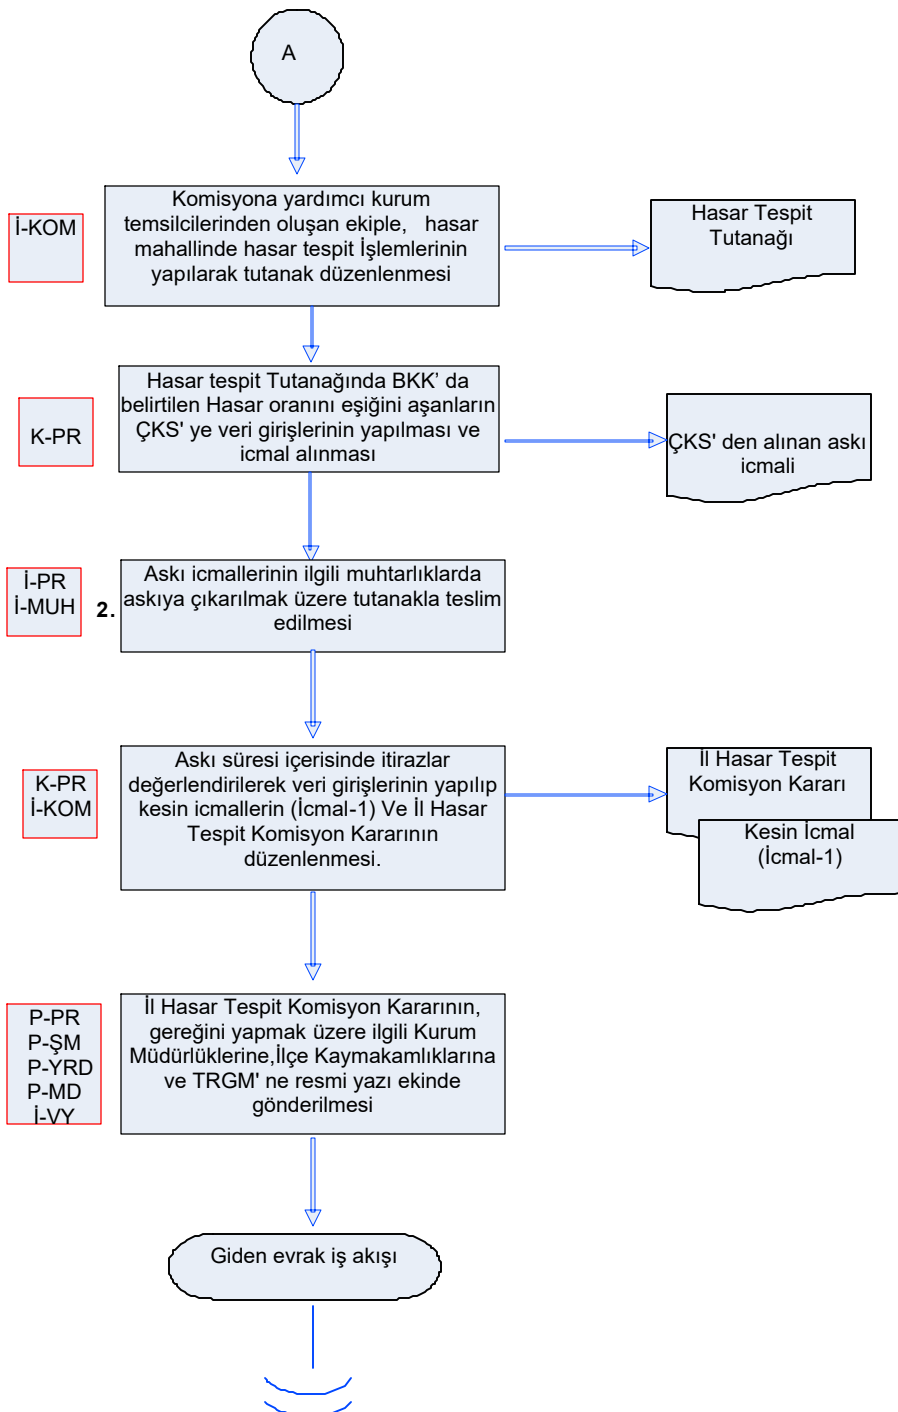 A
İ-KOM
Komisyona yardımcı kurum
temsilcilerinden oluşan ekiple, hasar
mahallinde hasar tespit İşlemlerinin
yapılarak tutanak düzenlenmesi
Hasar Tespit
Tutanağı
K-PR
Hasar tespit Tutanağında BKK’ da
belirtilen Hasar oranını eşiğini aşanların
ÇKS' ye veri girişlerinin yapılması ve
icmal alınması
ÇKS' den alınan askı
icmali
İ-PR
İ-MUH
2.
Askı icmallerinin ilgili muhtarlıklarda
askıya çıkarılmak üzere tutanakla teslim
edilmesi
K-PR
İ-KOM
Askı süresi içerisinde itirazlar
değerlendirilerek veri girişlerinin yapılıp
kesin icmallerin (İcmal-1) Ve İl Hasar
Tespit Komisyon Kararının
düzenlenmesi.
İl Hasar Tespit
Komisyon Kararı
Kesin İcmal
(İcmal-1)
P-PR
P-ŞM
P-YRD
P-MD
İ-VY
İl Hasar Tespit Komisyon Kararının,
gereğini yapmak üzere ilgili Kurum
Müdürlüklerine,İlçe Kaymakamlıklarına
ve TRGM' ne resmi yazı ekinde
gönderilmesi
Giden evrak iş akışı